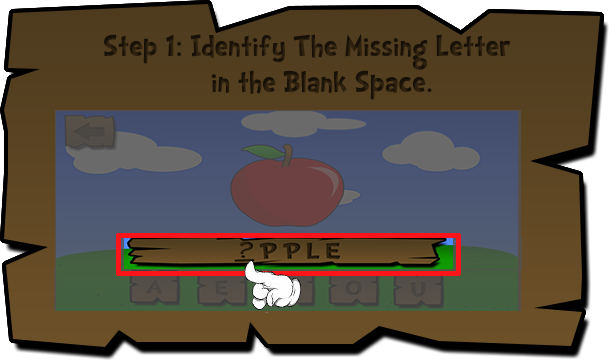 Step 1: Identify The Missing Letter
in the Blank Space.
?PPLE
A E O U